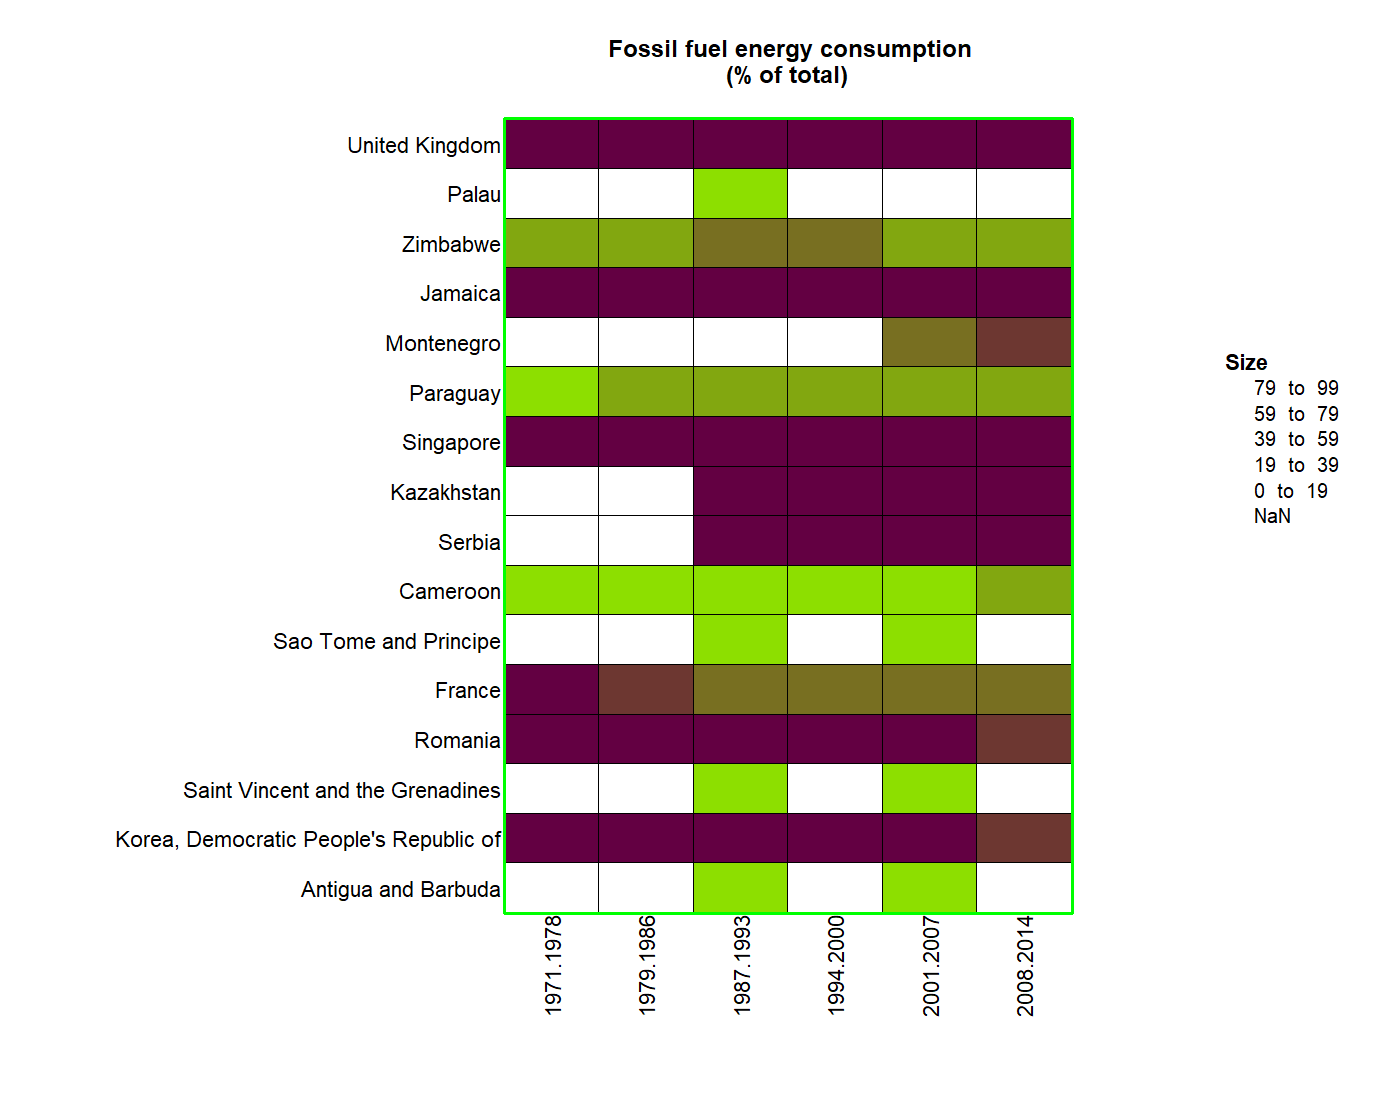 Fossil fuel energy consumption
(% of total)
United Kingdom
Palau
Zimbabwe
Jamaica
Montenegro
Paraguay
Singapore
Kazakhstan
Serbia
Cameroon
Sao Tome and Principe
France
Romania
Saint Vincent and the Grenadines
Korea, Democratic People's Republic of
Antigua and Barbuda
1971.1978
1979.1986
1987.1993
1994.2000
2001.2007
2008.2014
Size
79 to 99
59 to 79
39 to 59
19 to 39
0 to 19
NaN